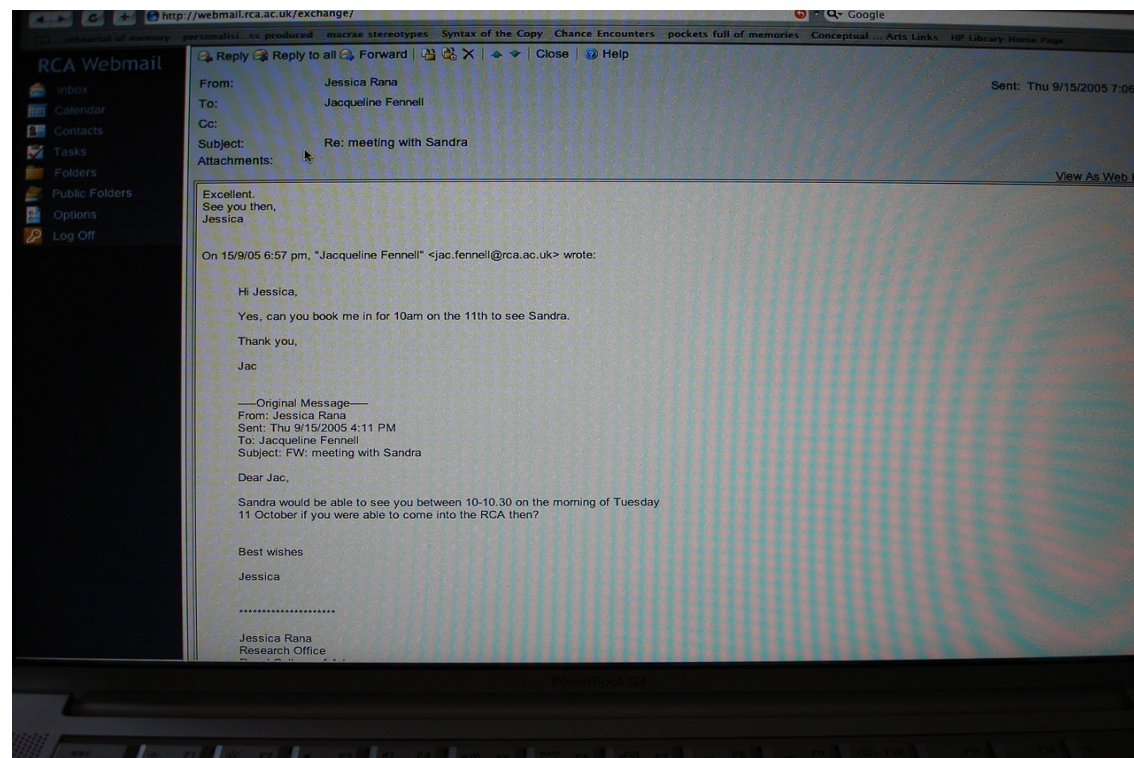 http://webmail.rca.ac.uk/exchange/ Google
rehearsal of memory personalisi...ss produced macrae stereotypes Syntax of the Copy Chance Encounters pockets full of memories Conceptual ... Arts Links HP Library Home Page
RCA Webmail
Reply Reply to all Forward Close Help
Inbox
Calendar
Contacts
Tasks
Folders
Public Folders
Options
Log Off
From: Jessica Rana Sent: Thu 9/15/2005 7:06
To: Jacqueline Fennell
Cc:
Subject: Re: meeting with Sandra
Attachments:
View As Web
Excellent.
See you then,
Jessica
On 15/9/05 6:57 pm, "Jacqueline Fennell" <jac.fennell@rca.ac.uk> wrote:
Hi Jessica,
Yes, can you book me in for 10am on the 11th to see Sandra.
Thank you,
Jac
-----Original Message-----
From: Jessica Rana
Sent: Thu 9/15/2005 4:11 PM
To: Jacqueline Fennell
Subject: FW: meeting with Sandra
Dear Jac,
Sandra would be able to see you between 10-10.30 on the morning of Tuesday
11 October if you were able to come into the RCA then?
Best wishes
Jessica
*********************
Jessica Rana
Research Office
PowerBook G4